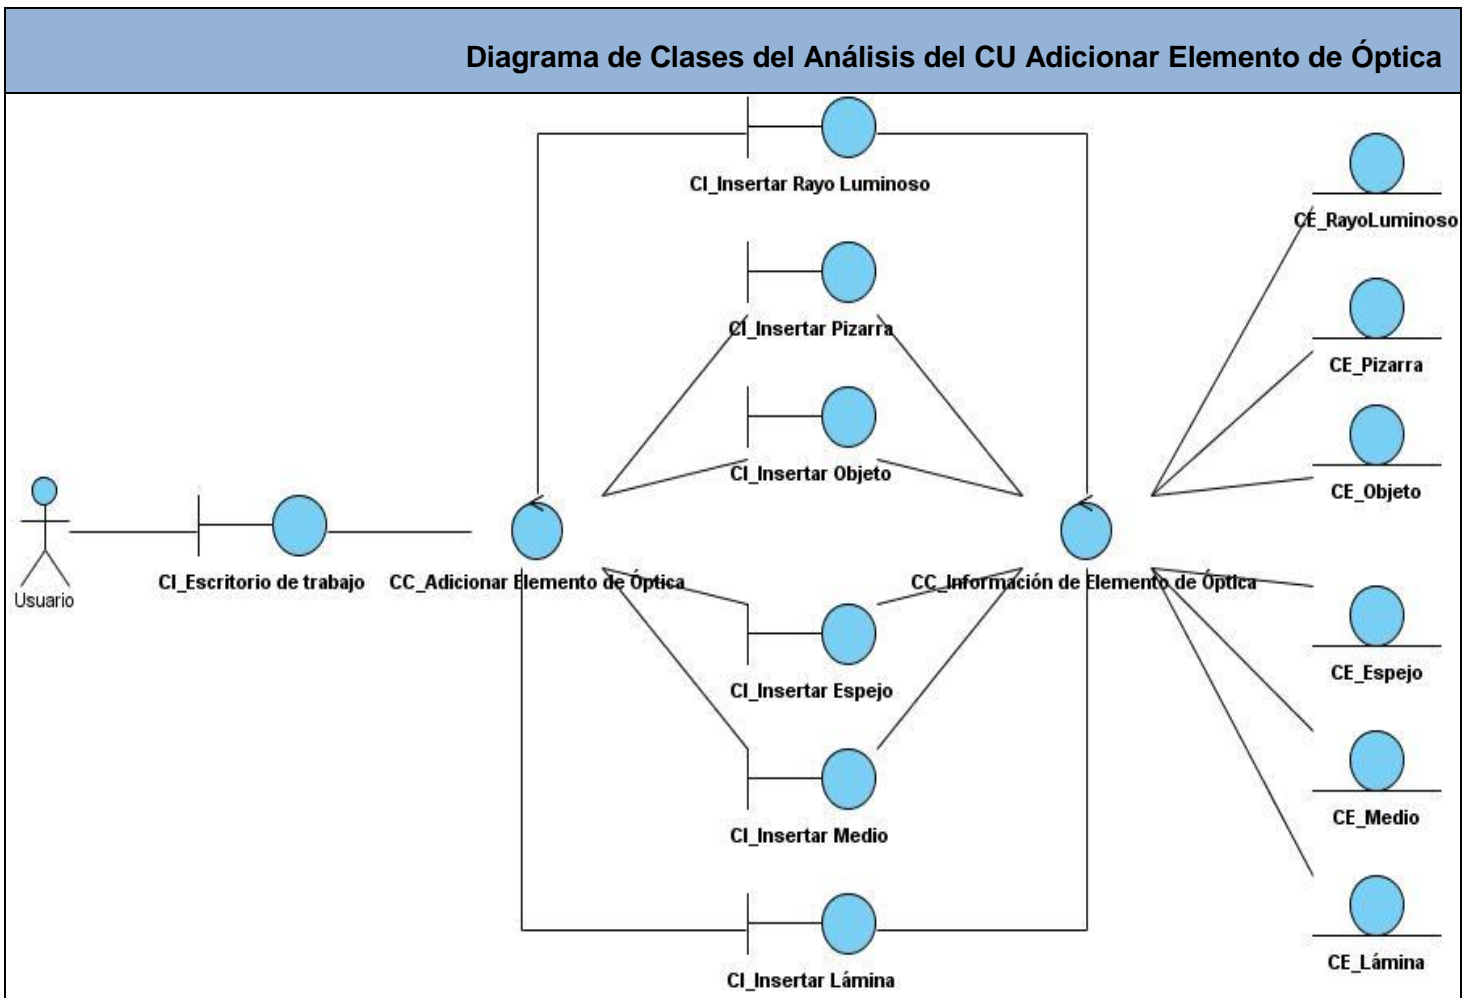 Diagrama de Clases del Análisis del CU Adicionar Elemento de Óptica
CI_Insertar Rayo Luminoso
CE_RayoLuminoso
CI_Insertar Pizarra
CE_Pizarra
CI_Insertar Objeto
CE_Objeto
Usuario
CI_Escritorio de trabajo
CC_Adicionar Elemento de Óptica
CC_Información de Elemento de Óptica
CI_Insertar Espejo
CE_Espejo
CI_Insertar Medio
CE_Medio
CI_Insertar Lámina
CE_Lámina